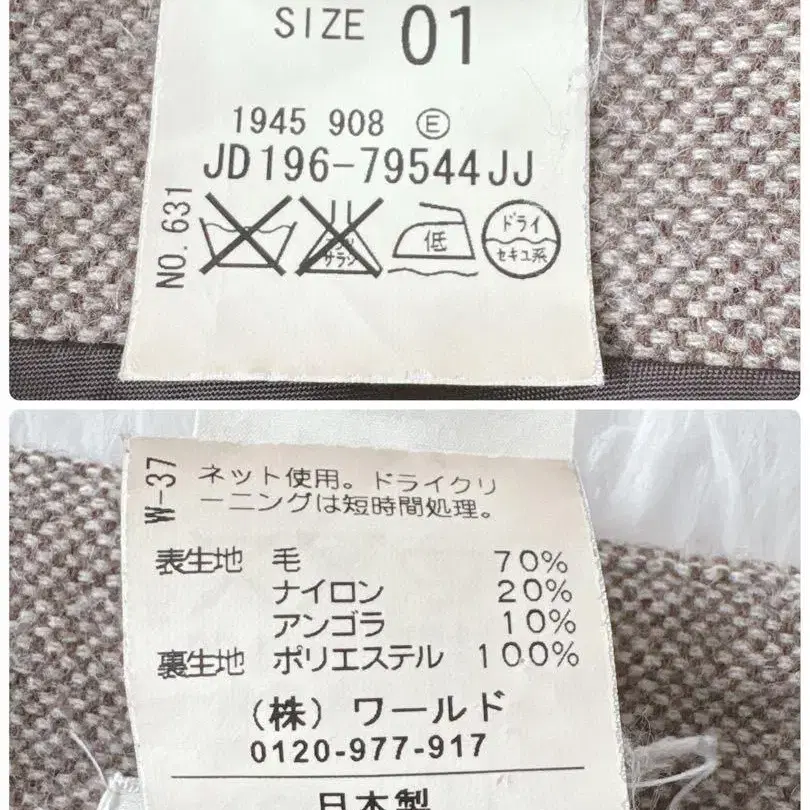 SIZE 01
1945 908 Ⓔ
JD196-79544JJ
NO. 631
サラシ
低
ドライ
セキユ系
W-37
ネット使用。ドライクリ
ーニングは短時間処理。
表生地 毛 70%
ナイロン 20%
アンゴラ 10%
裏生地 ポリエステル 100%
(株) ワールド
0120-977-917
日本製